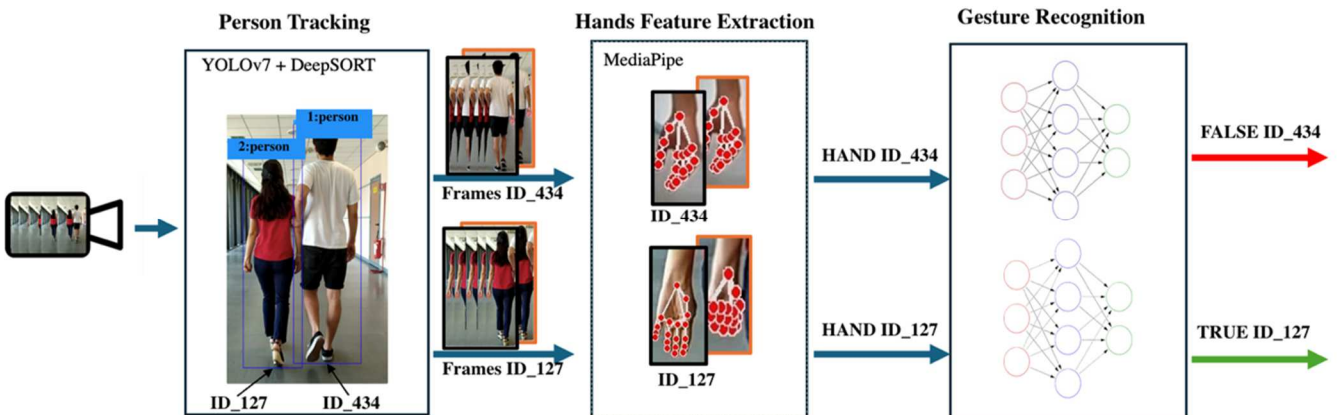 Person Tracking
Hands Feature Extraction
Gesture Recognition
YOLOv7 + DeepSORT
MediaPipe
1:person
2:person
Frames ID_434
ID_434
HAND ID_434
FALSE ID_434
Frames ID_127
ID_127
HAND ID_127
TRUE ID_127
ID_127
ID_434